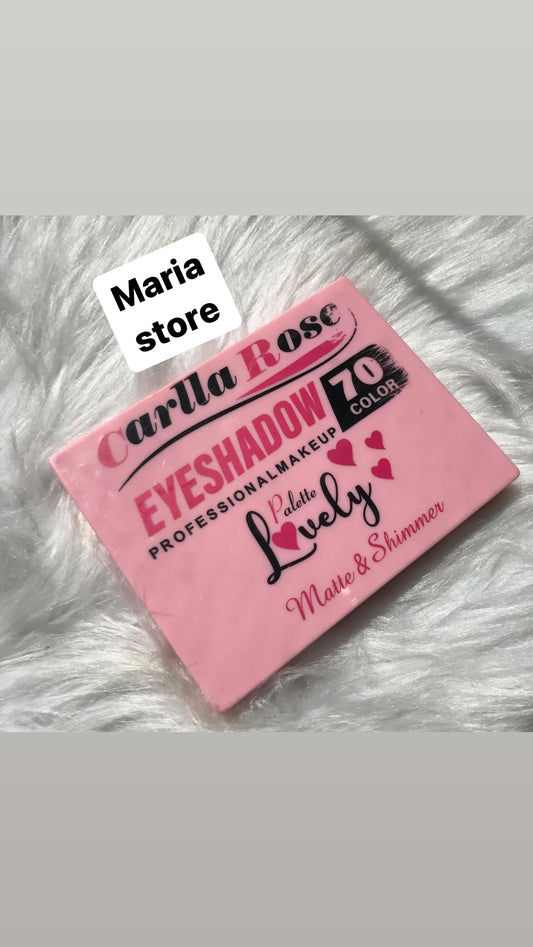 Maria
store
Carlla Rose
EYESHADOW
70
COLOR
PROFESSIONALMAKEUP
Palette
Lovely
Matte & Shimmer